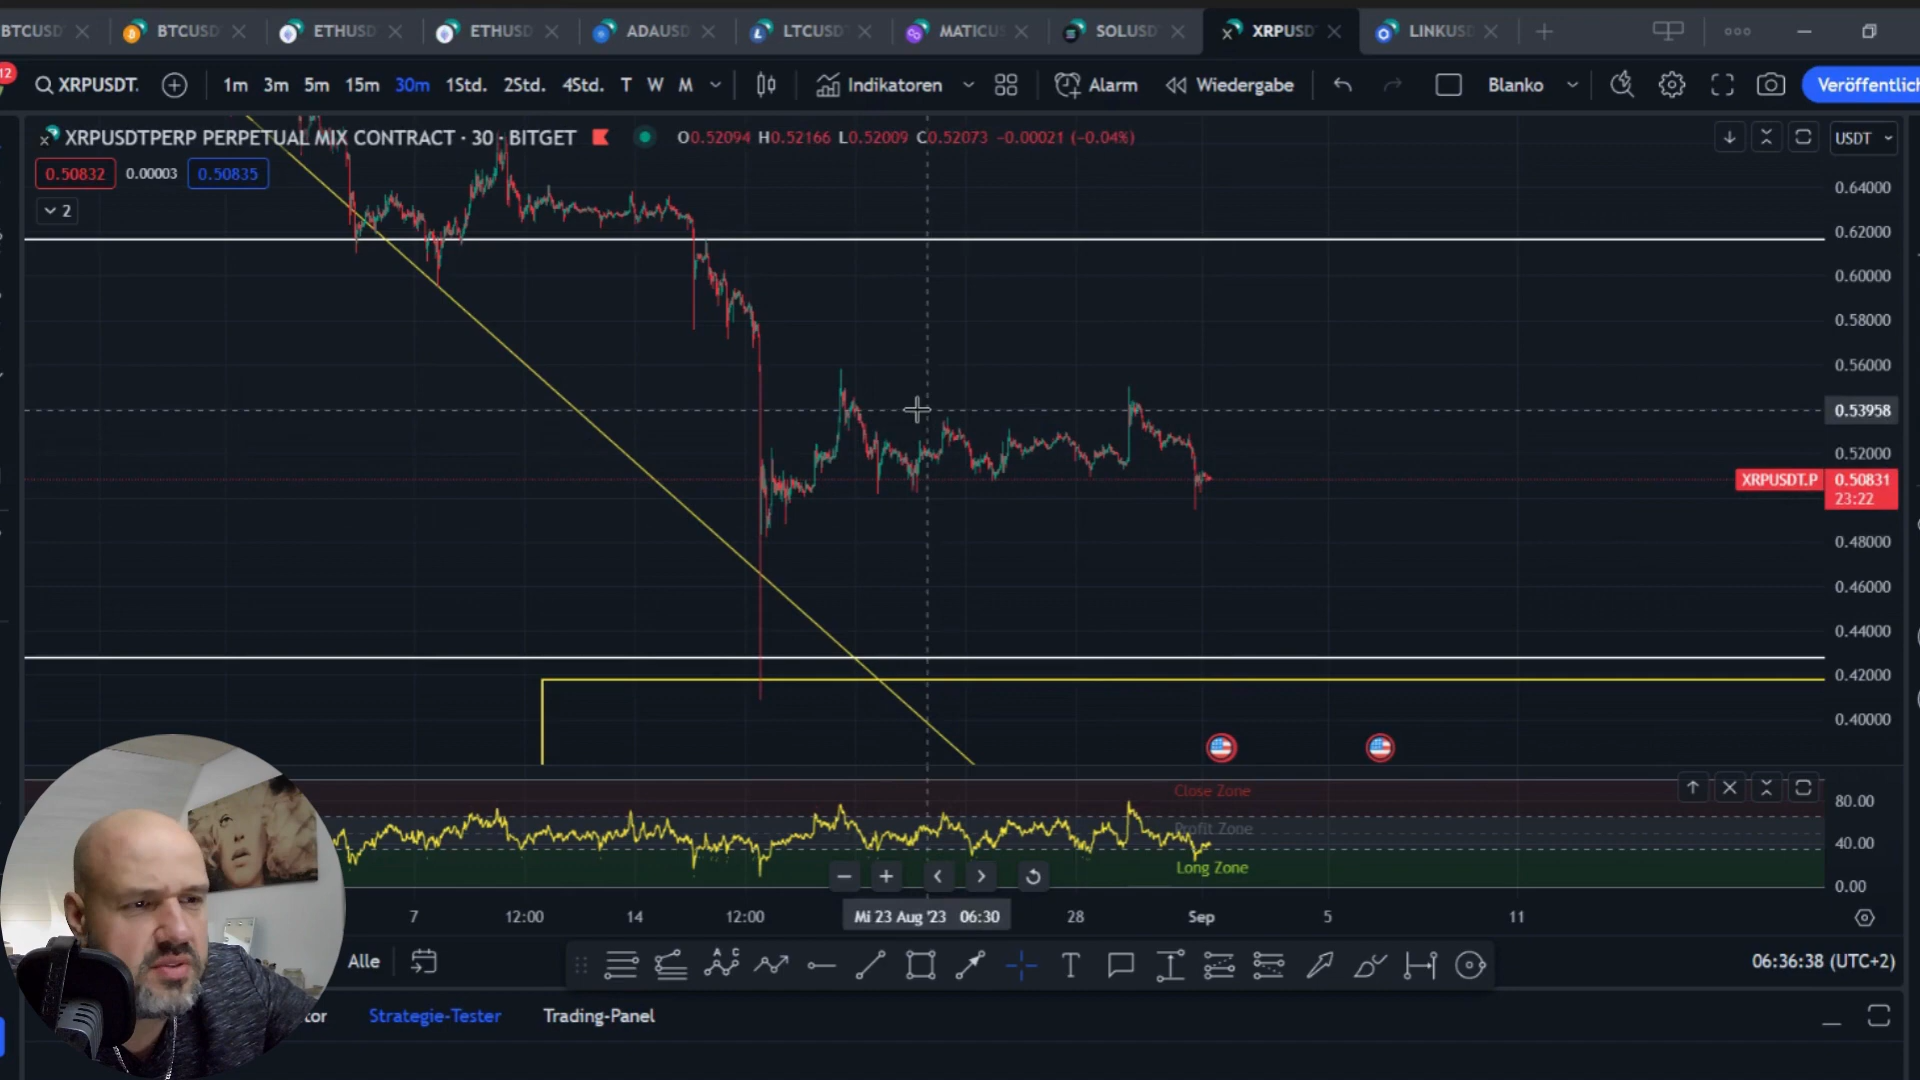 BTCUSD BTCUSD ETHUSD ETHUSD ADAUSD LTCUSD MATICUS SOLUSD XRPUSD LINKUSD
12 XRPUSDT. 1m 3m 5m 15m 30m 1Std. 2Std. 4Std. T W M Indikatoren Alarm Wiedergabe Blanko Veröffentlich
XRPUSDTPERP PERPETUAL MIX CONTRACT · 30 · BITGET O0.52094 H0.52166 L0.52009 C0.52073 -0.00021 (-0.04%) USDT
0.50832 0.00003 0.50835
2
0.64000
0.62000
0.60000
0.58000
0.56000
0.53958
0.52000
XRPUSDT.P 0.50831
23:22
0.48000
0.46000
0.44000
0.42000
0.40000
Close Zone
80.00
Profit Zone
40.00
Long Zone
0.00
7 12:00 14 12:00 Mi 23 Aug '23 06:30 28 Sep 5 11
Alle 06:36:38 (UTC+2)
A C
T
tor Strategie-Tester Trading-Panel